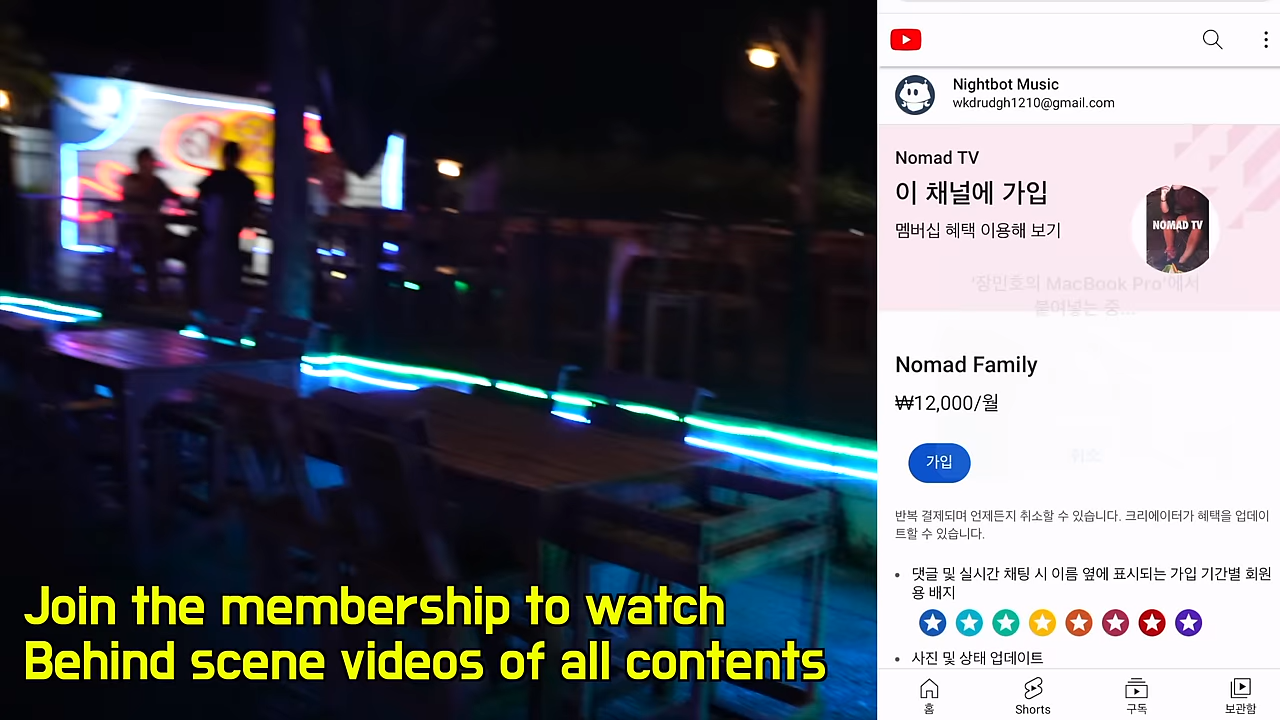 Join the membership to watch
Behind scene videos of all contents
Nightbot Music
wkdrudgh1210@gmail.com
Nomad TV
이 채널에 가입
멤버십 혜택 이용해 보기
NOMAD TV
'장민호의 MacBook Pro'에서
붙여넣는 중...
Nomad Family
₩12,000/월
가입
취소
반복 결제되며 언제든지 취소할 수 있습니다. 크리에이터가 혜택을 업데이
트할 수 있습니다.
• 댓글 및 실시간 채팅 시 이름 옆에 표시되는 가입 기간별 회원
용 배지
• 사진 및 상태 업데이트
홈
Shorts
구독
보관함